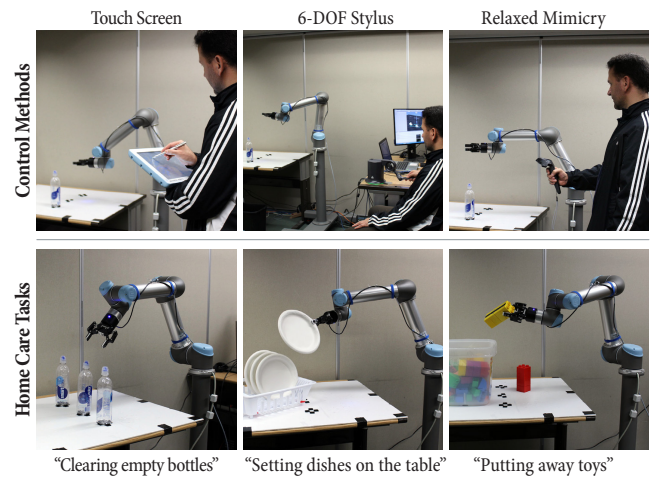 Touch Screen
6-DOF Stylus
Relaxed Mimicry
Control Methods
Home Care Tasks
“Clearing empty bottles”
“Setting dishes on the table”
“Putting away toys”